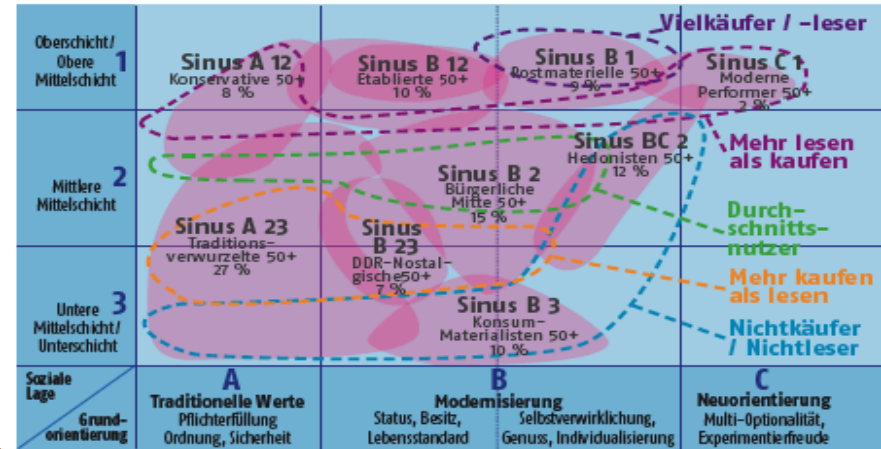 Oberschicht/
Obere
Mittelschicht
1
Sinus A 12
Konservative 50+
8 %
Sinus B 12
Etablierte 50+
10 %
Vielkäufer / -leser
Sinus B 1
Postmaterielle 50+
9 %
Sinus C 1
Moderne
Performer 50+
2 %
Mehr lesen
als kaufen
Mittlere
Mittelschicht
2
Sinus BC 2
Hedonisten 50+
12 %
Sinus B 2
Bürgerliche
Mitte 50+
15 %
Durch-
schnitts-
nutzer
Sinus A 23
Traditions-
verwurzelte 50+
27 %
Sinus
B 23
DDR-Nostal-
gische50+
7 %
Mehr kaufen
als lesen
Untere
Mittelschicht/
Unterschicht
3
Sinus B 3
Konsum-
Materialisten 50+
10 %
Nichtkäufer
/ Nichtleser
Soziale
Lage
Grund-
orientierung
A
Traditionelle Werte
Pflichterfüllung
Ordnung, Sicherheit
B
Modernisierung
Status, Besitz,
Lebensstandard
Selbstverwirklichung,
Genuss, Individualisierung
C
Neuorientierung
Multi-Optionalität,
Experimentierfreude